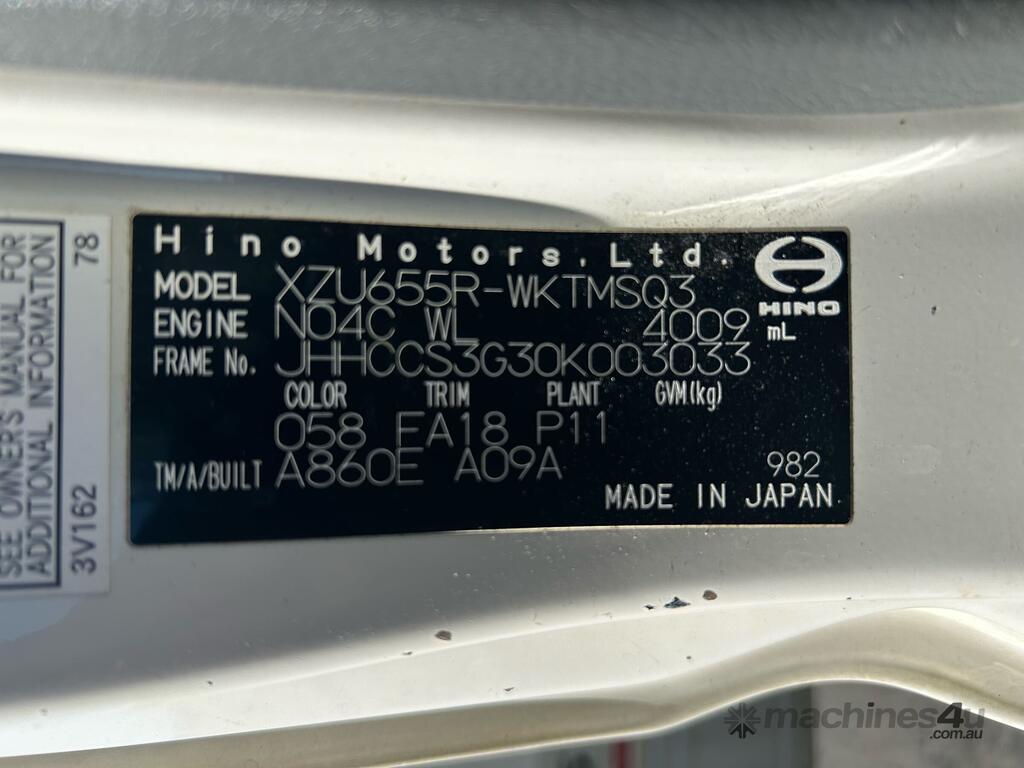 Hino Motors, Ltd.
HINO
MODEL XZU655R-WKTMSQ3
ENGINE N04C WL 4009 mL
FRAME No. JHHCCS3G30K003033
COLOR TRIM PLANT GVM(kg)
058 FA18 P11
TM/A/BUILT A860E A09A 982
MADE IN JAPAN
SEE OWNER'S MANUAL FOR
ADDITIONAL INFORMATION
3V162 78
machines4u
.com.au